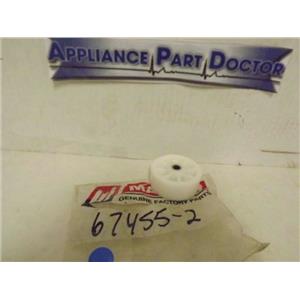 APPLIANCE PART DOCTOR
GENUINE FACTORY PARTS
67455-2